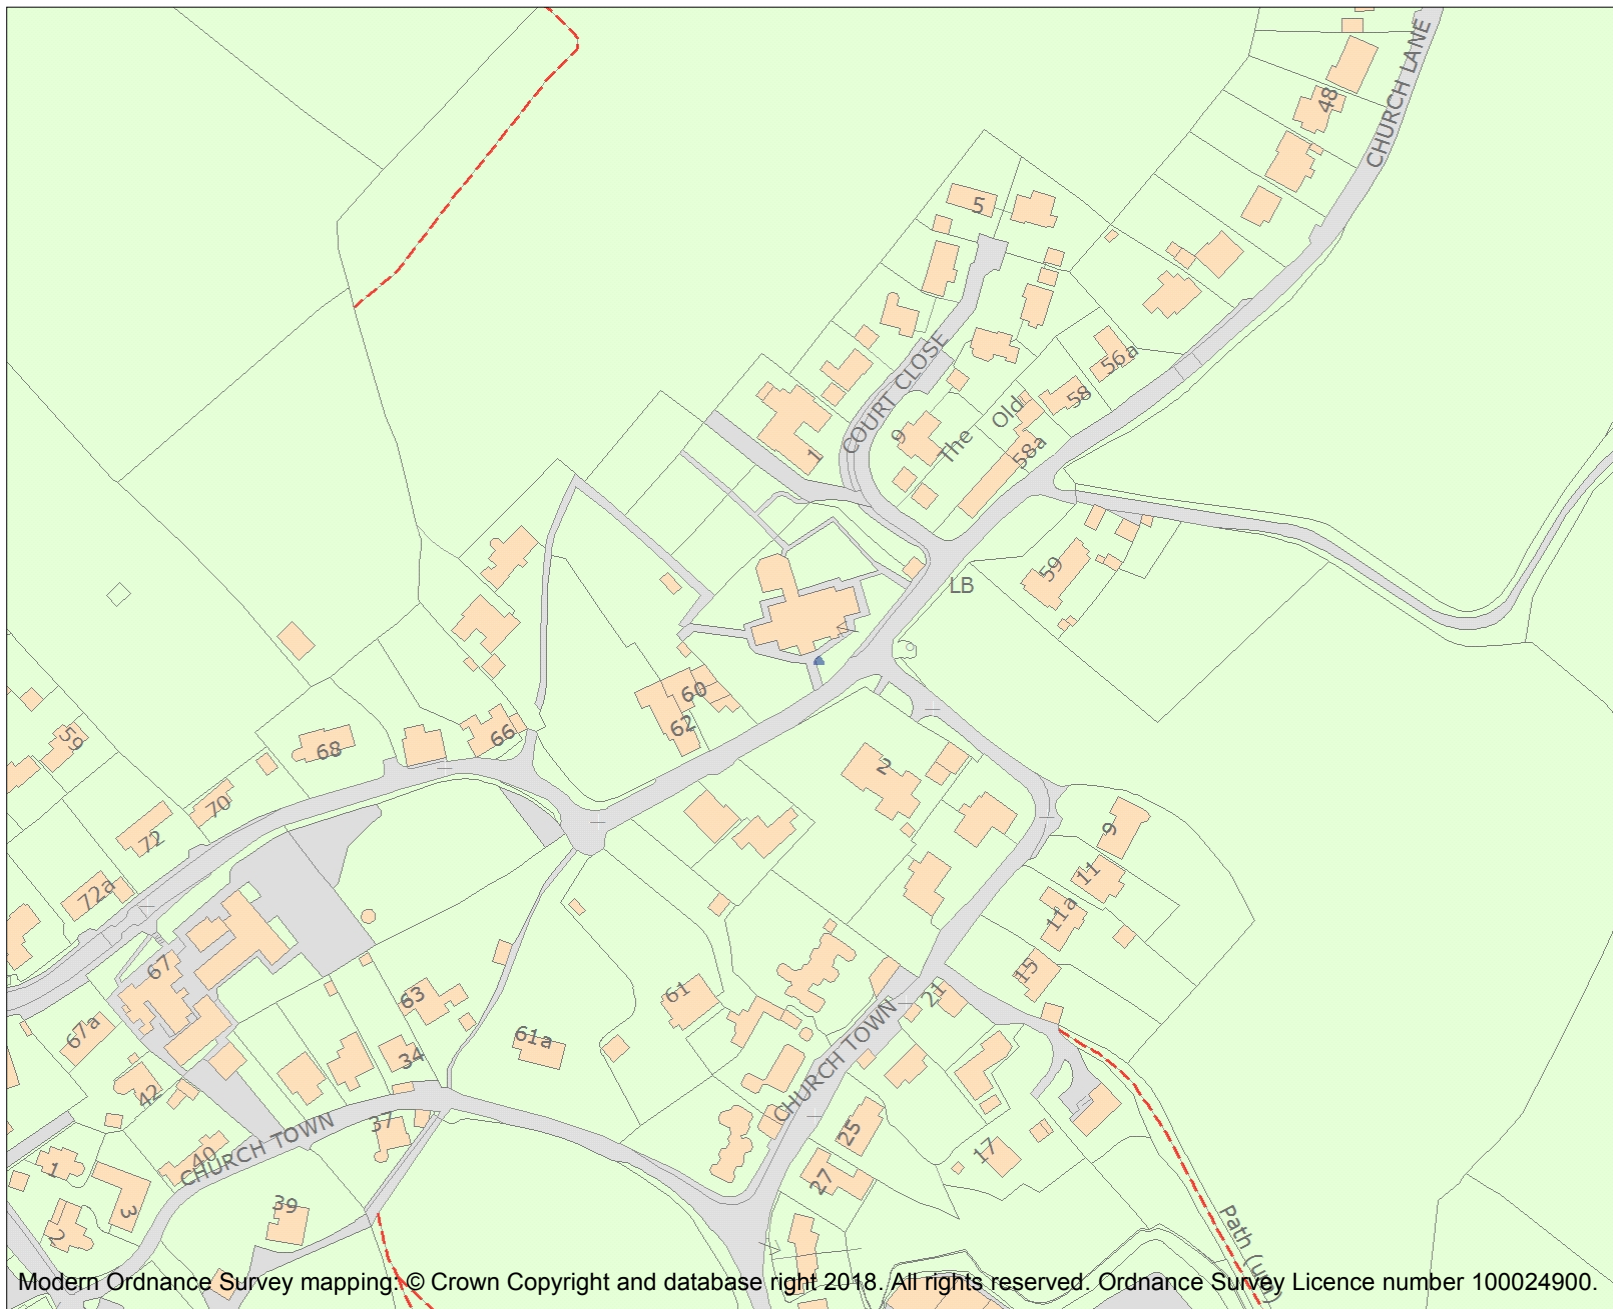 CHURCH LANE
48
5
COURT CLOSE
56a
58
The Old
9
58a
1
59
LB
60
62
66
68
59
70
72
2
72a
9
11
11a
67
15
63
61
21
67a
61a
34
CHURCH TOWN
42
37
25
40
CHURCH TOWN
17
1
27
3
39
2
Path (um)
Modern Ordnance Survey mapping: © Crown Copyright and database right 2018. All rights reserved. Ordnance Survey Licence number 100024900.